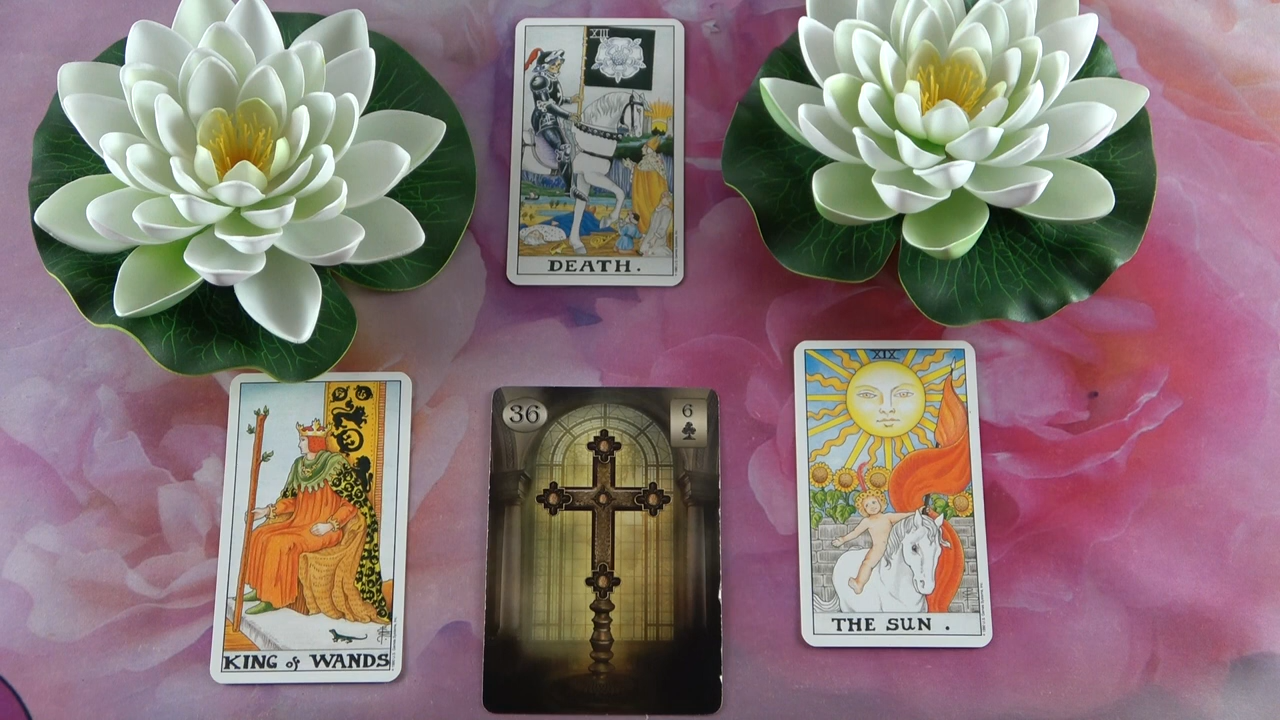 XIII
DEATH.
XIX
THE SUN .
36
6
KING of WANDS